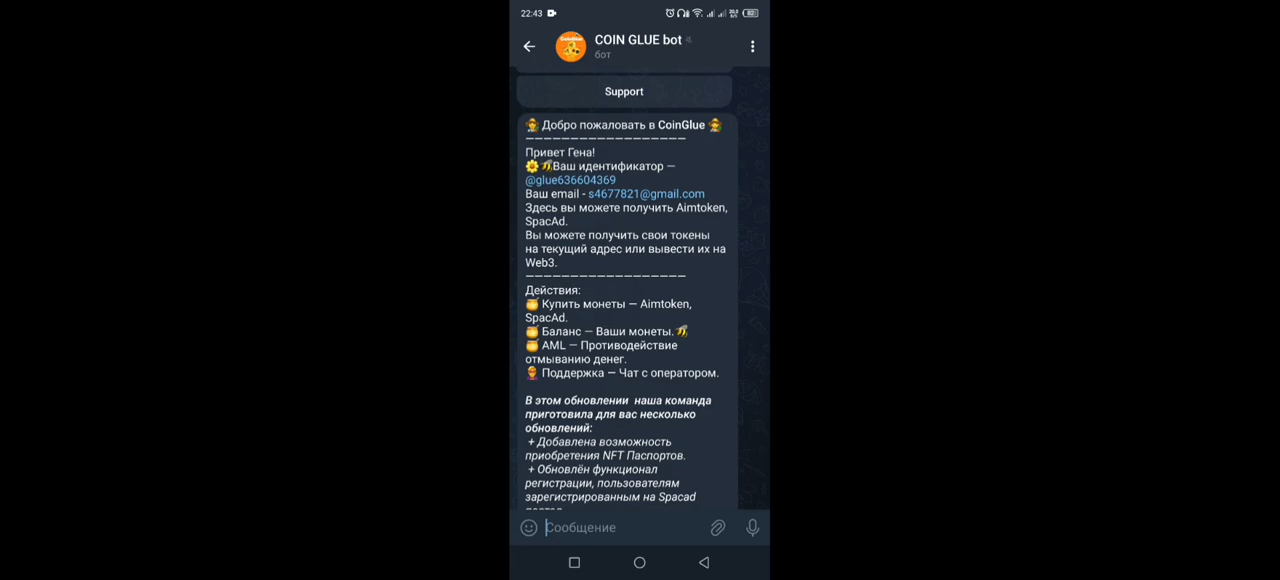 22:43
COIN GLUE bot
бот
Support
Добро пожаловать в CoinGlue
Привет Гена!
Ваш идентификатор —
@glue636604369
Ваш email - s4677821@gmail.com
Здесь вы можете получить Aimtoken,
SpacAd.
Вы можете получить свои токены
на текущий адрес или вывести их на
Web3.
Действия:
Купить монеты — Aimtoken,
SpacAd.
Баланс — Ваши монеты.
AML — Противодействие
отмыванию денег.
Поддержка — Чат с оператором.
В этом обновлении наша команда
приготовила для вас несколько
обновлений:
+ Добавлена возможность
приобретения NFT Паспортов.
+ Обновлён функционал
регистрации, пользователям
зарегистрированным на Spacad
Сообщение